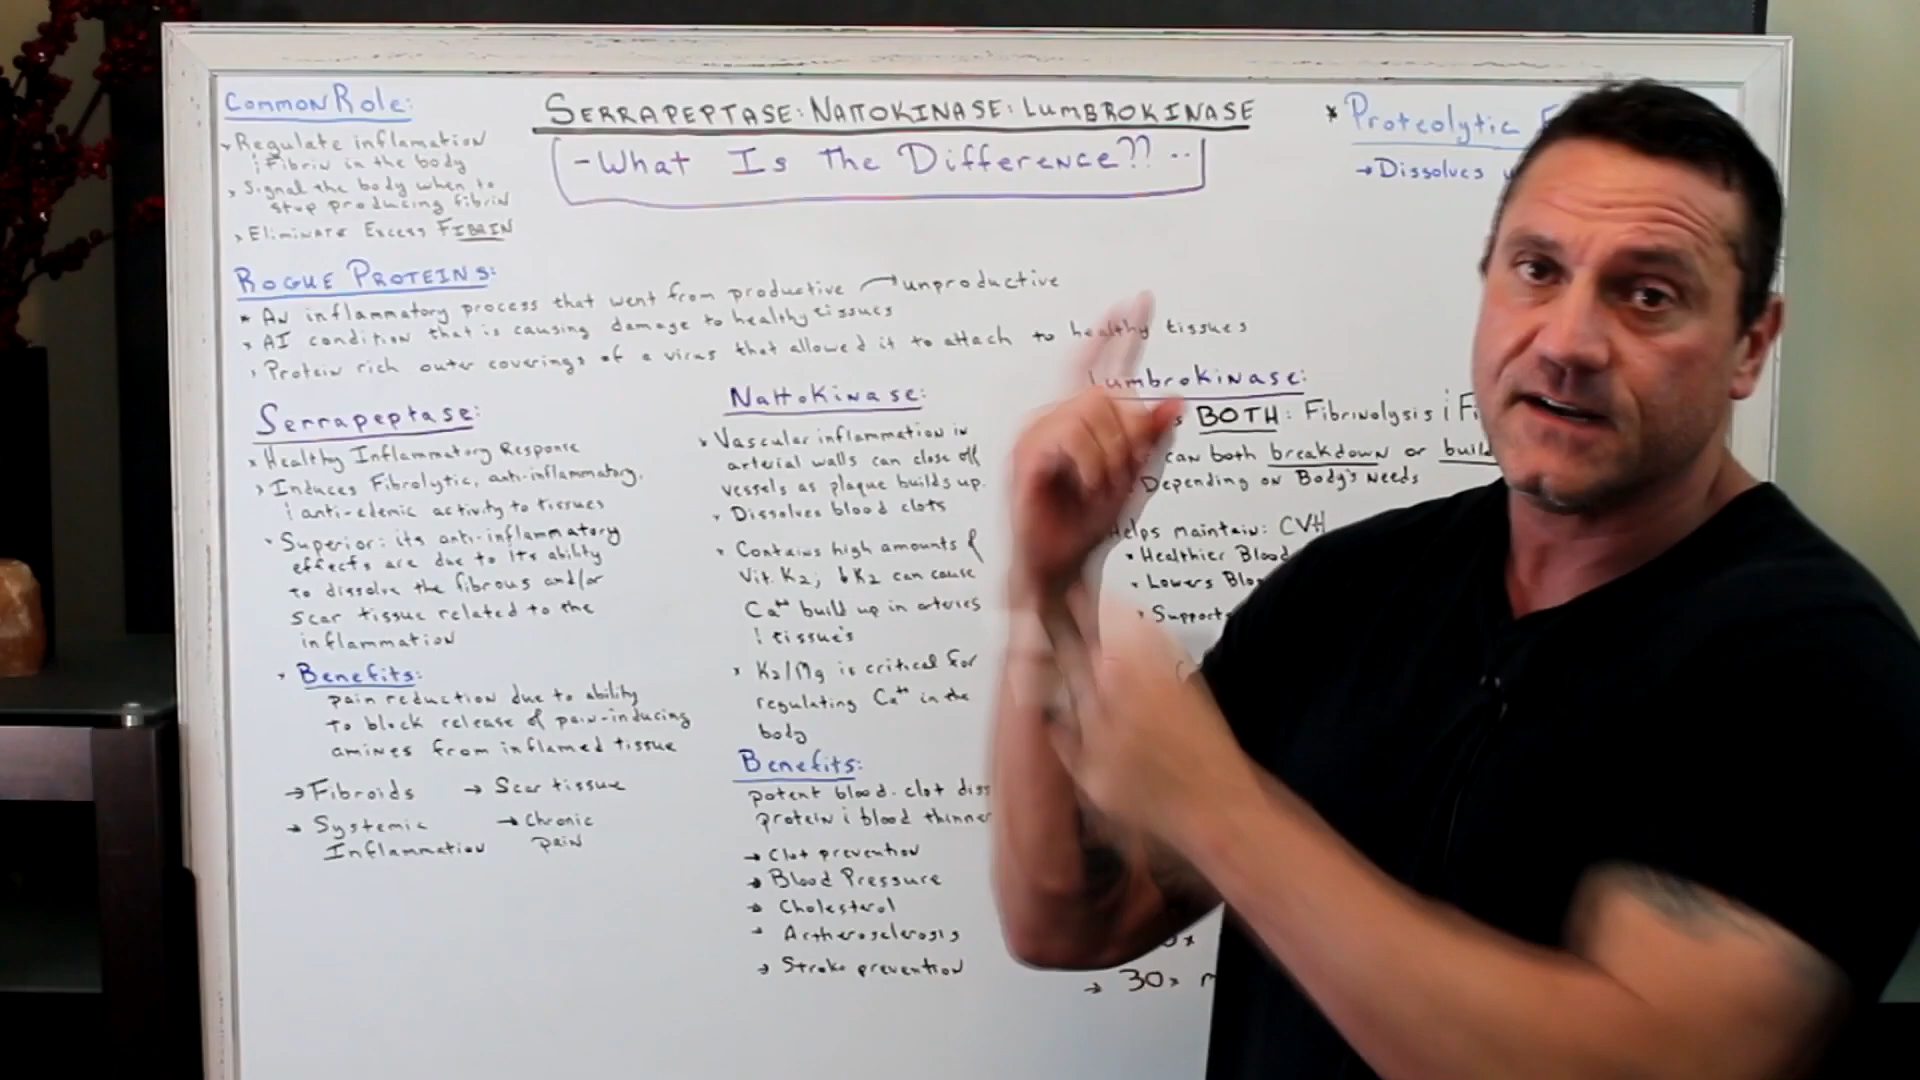 Common Role:
Regulate inflamation
¡ Fibrin in the body
Signal the body when to
stop producing fibrin
Eliminate Excess FIBRIN
SERRAPEPTASE: NATTOKINASE: LUMBROKINASE
- What Is The Difference?? ..
* Proteolytic
→ Dissolves
ROGUE PROTEINS:
* An inflammatory process that went from productive → unproductive
* AI condition that is causing damage to healthy tissues
Protein rich outer coverings of a virus that allowed it to attach to healthy tissues
Serrapeptase:
* Healthy Inflammatory Response
Induces Fibrolytic, anti-inflammatory,
¡ anti-edemic activity to tissues
* Superior: its anti-inflammatory
effects are due to its ability
to dissolve the fibrous and/or
scar tissue related to the
inflammation
* Benefits:
pain reduction due to ability
to block release of pain-inducing
amines from inflamed tissue
→ Fibroids → Scar tissue
→ Systemic → Chronic
Inflammation pain
Nattokinase:
* Vascular inflammation in
arterial walls can close off
vessels as plaque builds up.
* Dissolves blood clots
* Contains high amounts of
Vit. K2; ↓K2 can cause
Ca++ build up in arteries
¡ tissue's
* K2/Mg is critical for
regulating Ca++ in the
body
Benefits:
potent blood-clot
protein ¡ blood thinner
→ Clot prevention
→ Blood Pressure
→ Cholesterol
→ Artherosclerosis
→ Stroke prevention
Lumbrokinase:
BOTH: Fibrinolysis ¡
can both breakdown or build
Depending on Body's Needs
Helps maintain: CVH
* Healthier Blood
* Lowers
* Supports
→ 30x